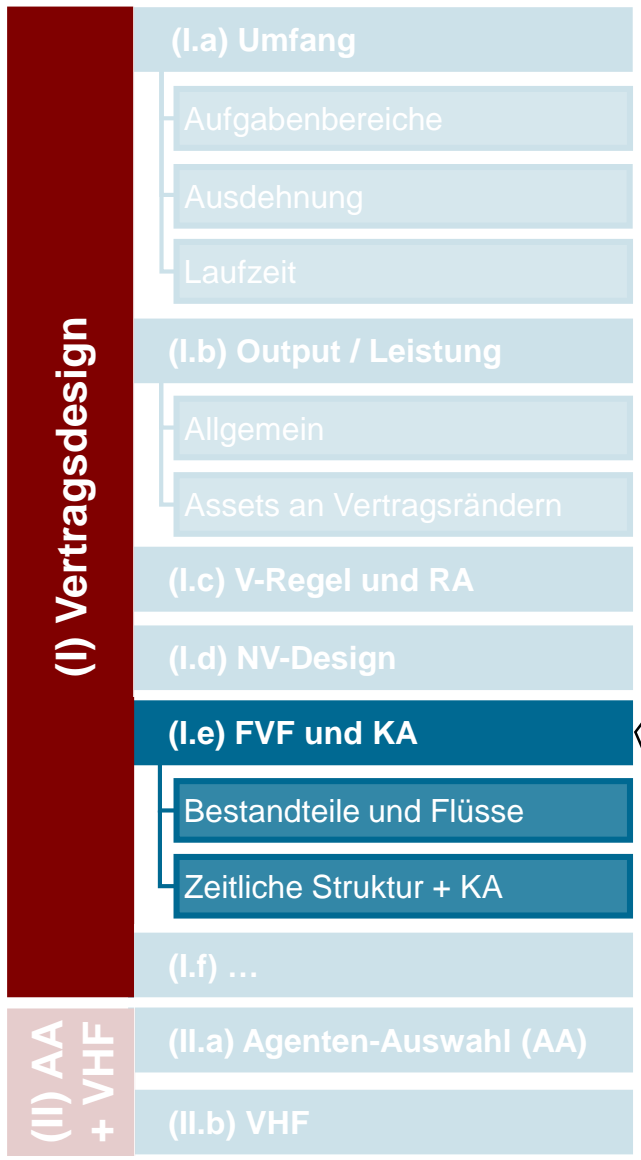 (I) Vertragsdesign
(I.a) Umfang
Aufgabenbereiche
Ausdehnung
Laufzeit
(I.b) Output / Leistung
Allgemein
Assets an Vertragsrändern
(I.c) V-Regel und RA
(I.d) NV-Design
(I.e) FVF und KA
Bestandteile und Flüsse
Zeitliche Struktur + KA
(I.f) …
(II) AA
+ VHF
(II.a) Agenten-Auswahl (AA)
(II.b) VHF